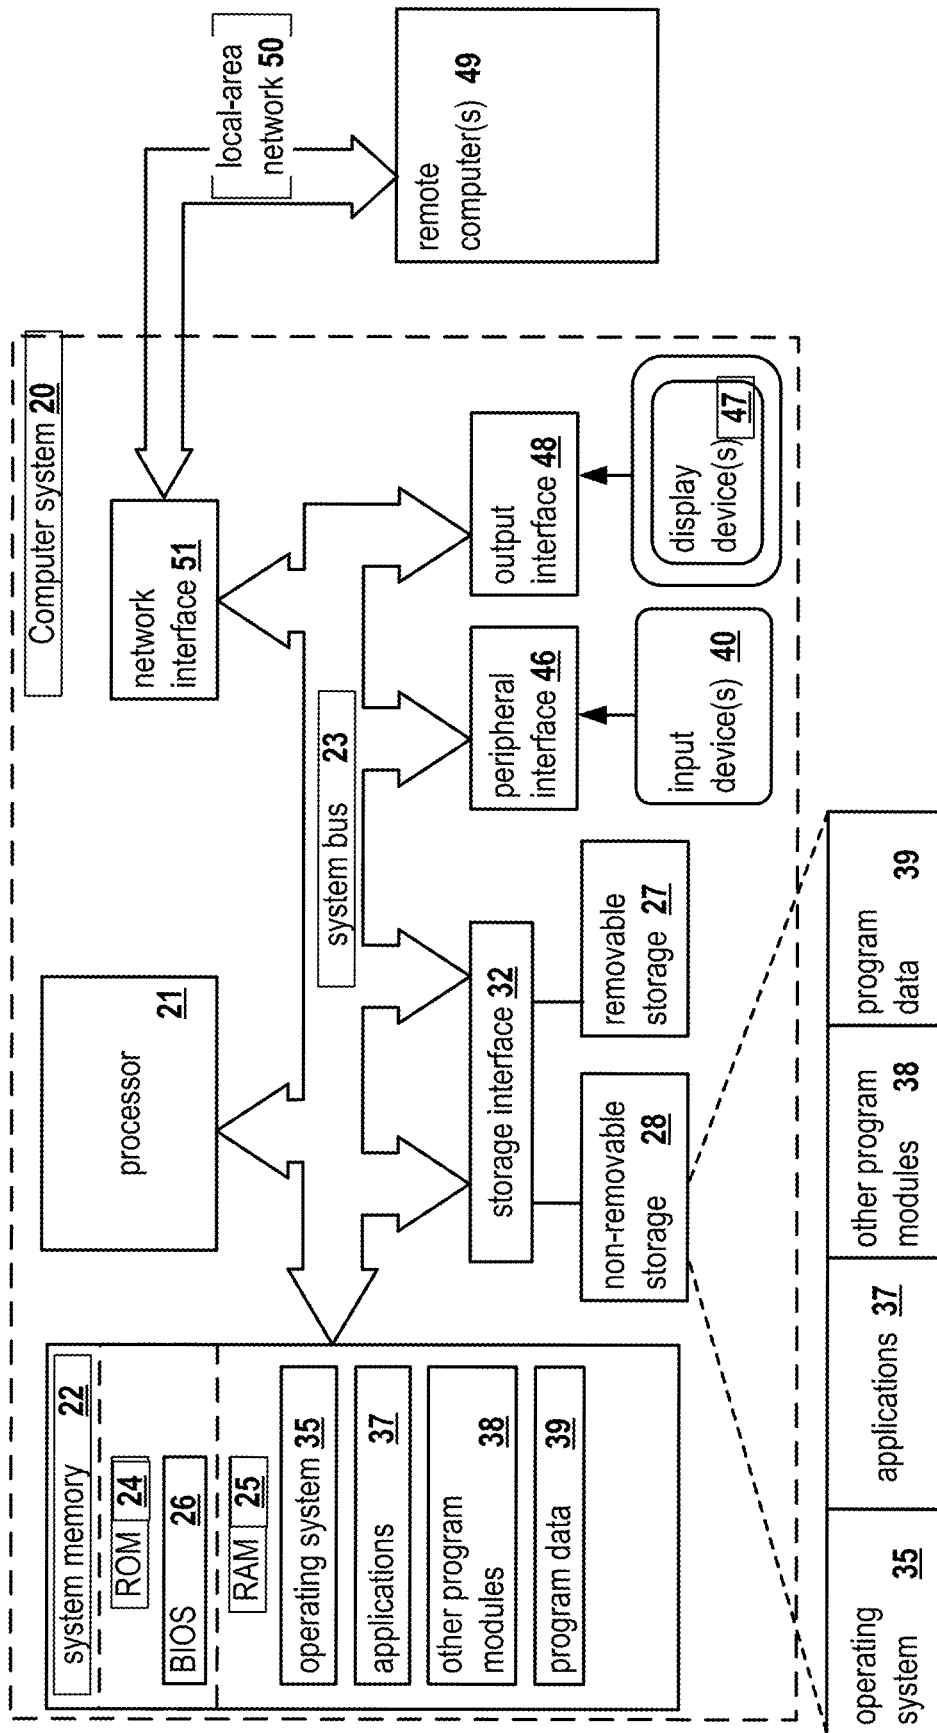 Computer system 20
system memory 22
ROM 24
BIOS 26
RAM 25
operating system 35
applications 37
other program
modules 38
program data 39
processor
21
network
interface 51
local-area
network 50
system bus 23
remote
computer(s) 49
storage interface 32
peripheral
interface 46
output
interface 48
non-removable
storage 28
removable
storage 27
input
device(s) 40
display
device(s) 47
operating
system 35
applications 37
other program
modules 38
program
data 39